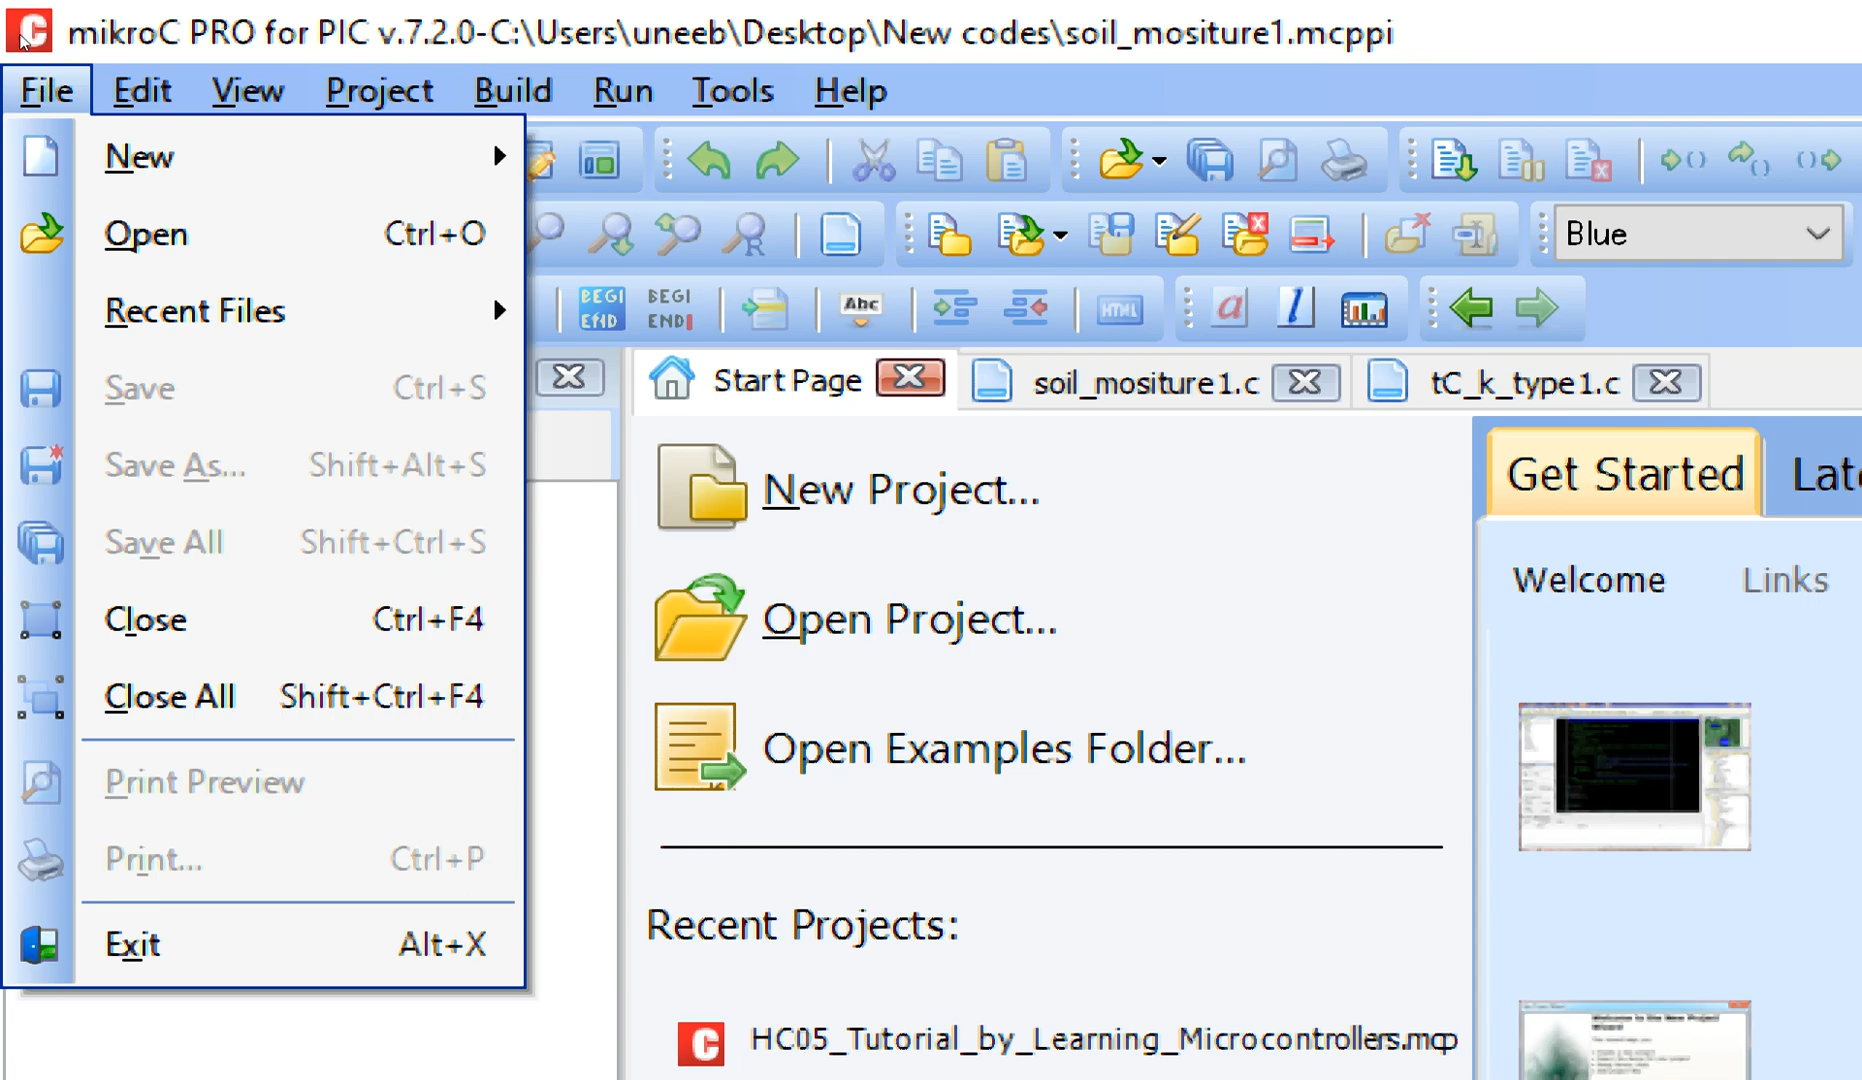 mikroC PRO for PIC v.7.2.0-C:\Users\uneeb\Desktop\New codes\soil_mositure1.mcppi
File Edit View Project Build Run Tools Help
New
Open Ctrl+O
Recent Files
Save Ctrl+S
Save As... Shift+Alt+S
Save All Shift+Ctrl+S
Close Ctrl+F4
Close All Shift+Ctrl+F4
Print Preview
Print... Ctrl+P
Exit Alt+X
Blue
BEGI BEGI Abc HTML a
END
Start Page soil_mositure1.c tC_k_type1.c
New Project...
Open Project...
Open Examples Folder...
Recent Projects:
HC05_Tutorial_by_Learning_Microcontrollers.mcp
Get Started
Welcome Links